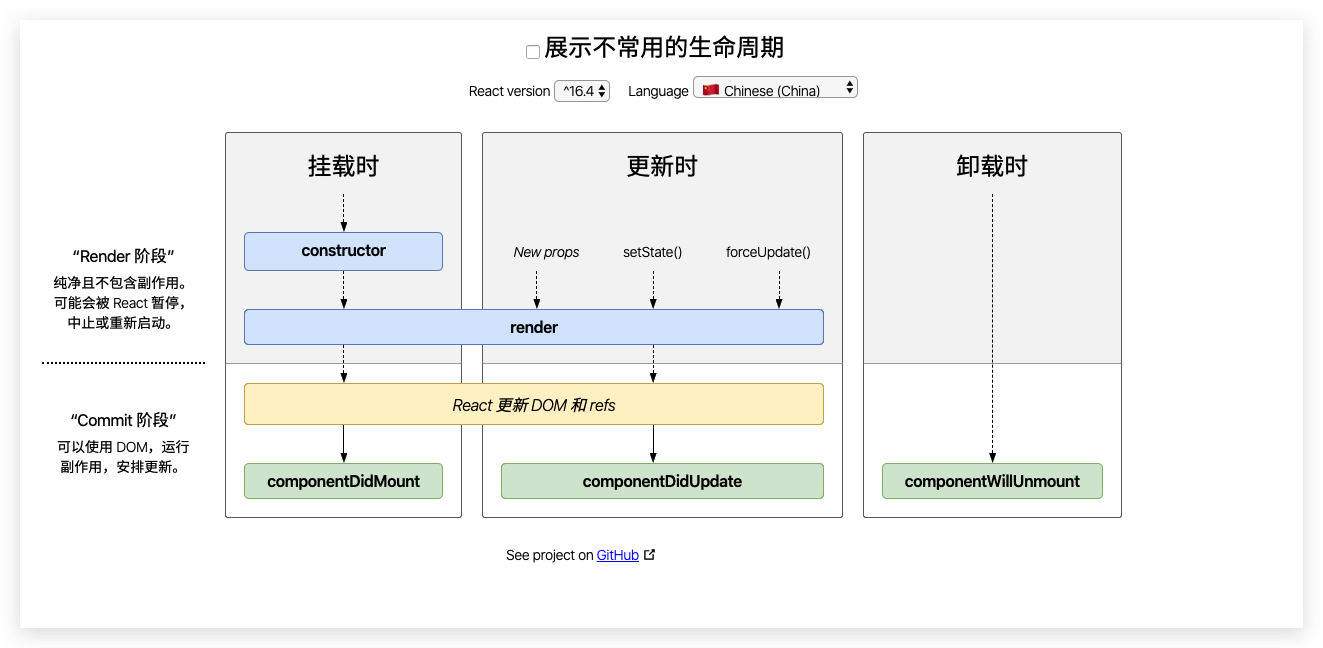 展示不常用的生命周期
React version ^16.4 Language 🇨🇳 Chinese (China)
挂载时
更新时
卸载时
“Render 阶段”
纯净且不包含副作用。
可能会被 React 暂停，
中止或重新启动。
constructor
New props
setState()
forceUpdate()
render
“Commit 阶段”
可以使用 DOM，运行
副作用，安排更新。
React 更新 DOM 和 refs
componentDidMount
componentDidUpdate
componentWillUnmount
See project on GitHub